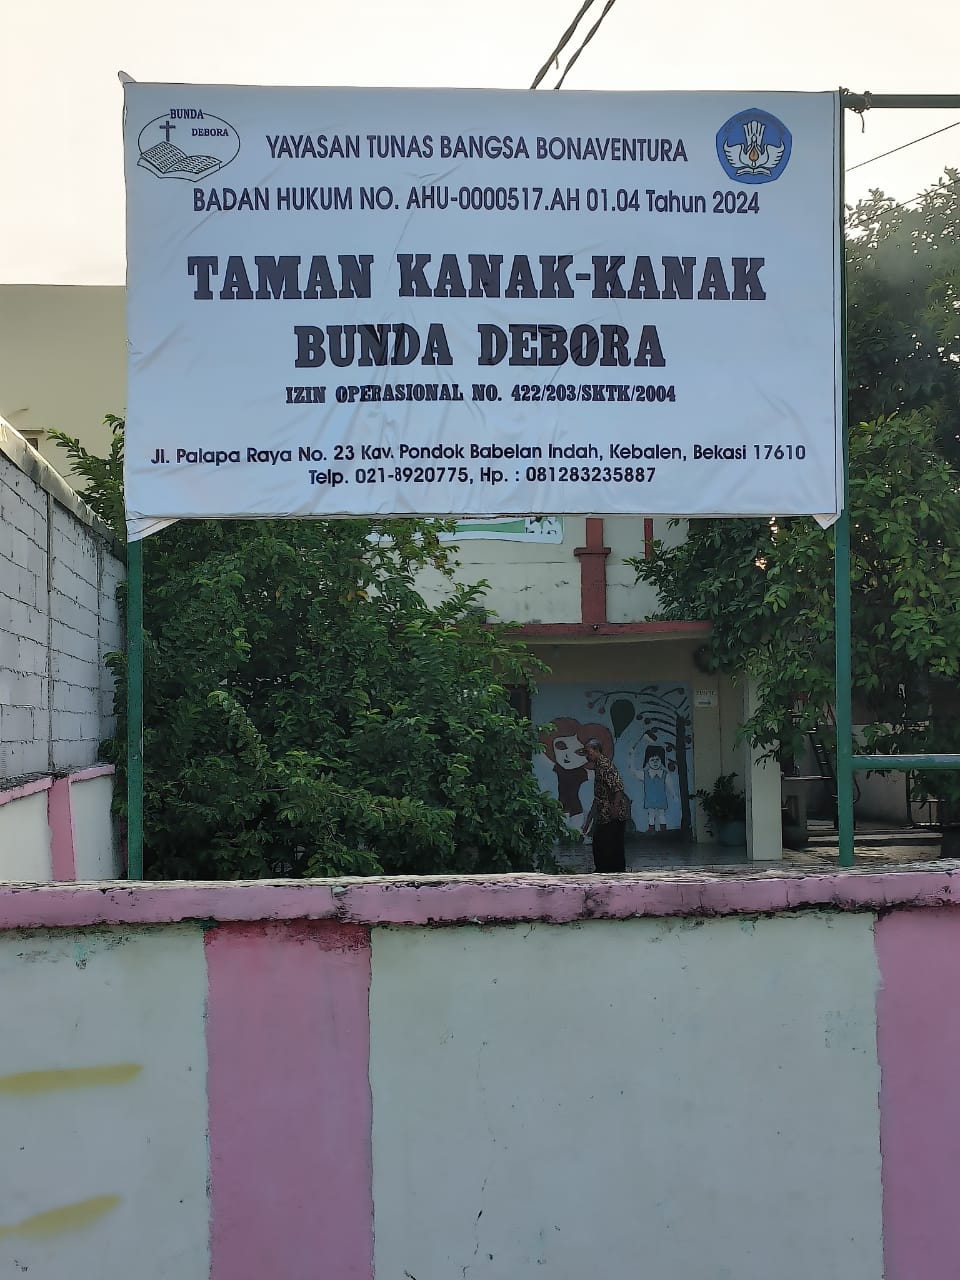 BUNDA
DEBORA
YAYASAN TUNAS BANGSA BONAVENTURA
BADAN HUKUM NO. AHU-0000517.AH 01.04 Tahun 2024
TAMAN KANAK-KANAK
BUNDA DEBORA
IZIN OPERASIONAL NO. 422/203/SKTK/2004
Jl. Palapa Raya No. 23 Kav. Pondok Babelan Indah, Kebalen, Bekasi 17610
Telp. 021-8920775, Hp. : 081283235887